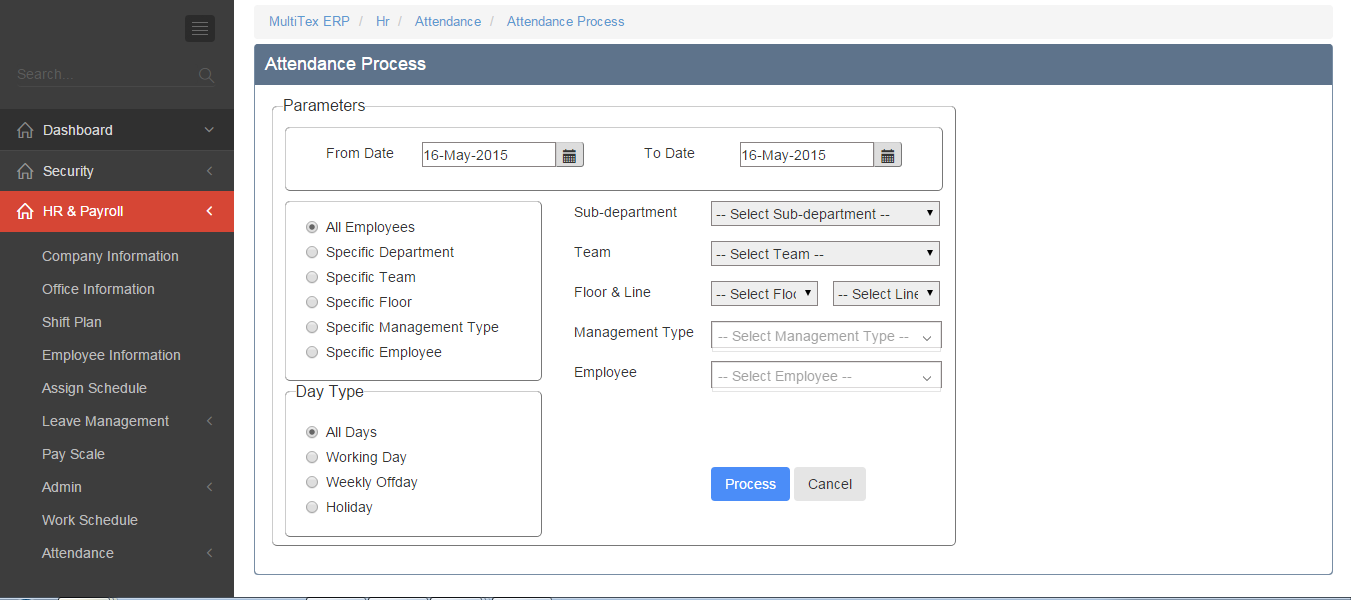 MultiTex ERP / Hr / Attendance / Attendance Process
Search...
Dashboard
Security
HR & Payroll
Company Information
Office Information
Shift Plan
Employee Information
Assign Schedule
Leave Management
Pay Scale
Admin
Work Schedule
Attendance
Attendance Process
Parameters
From Date 16-May-2015 To Date 16-May-2015
All Employees
Specific Department
Specific Team
Specific Floor
Specific Management Type
Specific Employee
Day Type
All Days
Working Day
Weekly Offday
Holiday
Sub-department -- Select Sub-department --
Team -- Select Team --
Floor & Line -- Select Floo -- Select Line
Management Type -- Select Management Type --
Employee -- Select Employee --
Process Cancel